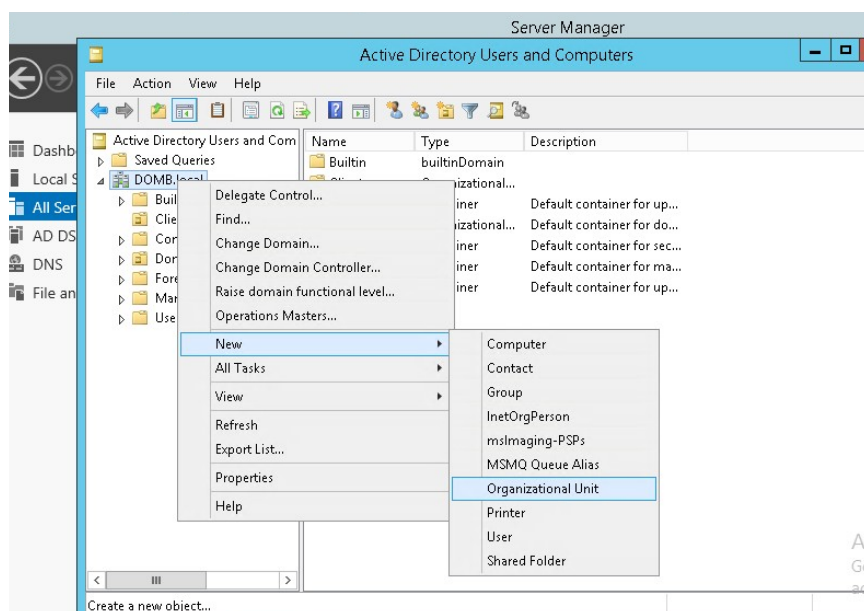 Server Manager
Active Directory Users and Computers
File Action View Help
Active Directory Users and Com
Saved Queries
DOMB.local
Name Type Description
Builtin builtinDomain
Dashb
Local S
All Ser
AD DS
DNS
File an
Buil
Clie
Con
Dor
Fore
Mar
Use
Delegate Control...
Find...
Change Domain...
Change Domain Controller...
Raise domain functional level...
Operations Masters...
New
All Tasks
View
Refresh
Export List...
Properties
Help
iner Default container for up...
izational... Default container for do...
iner Default container for sec...
iner Default container for ma...
iner Default container for up...
Computer
Contact
Group
InetOrgPerson
msImaging-PSPs
MSMQ Queue Alias
Organizational Unit
Printer
User
Shared Folder
Create a new object...